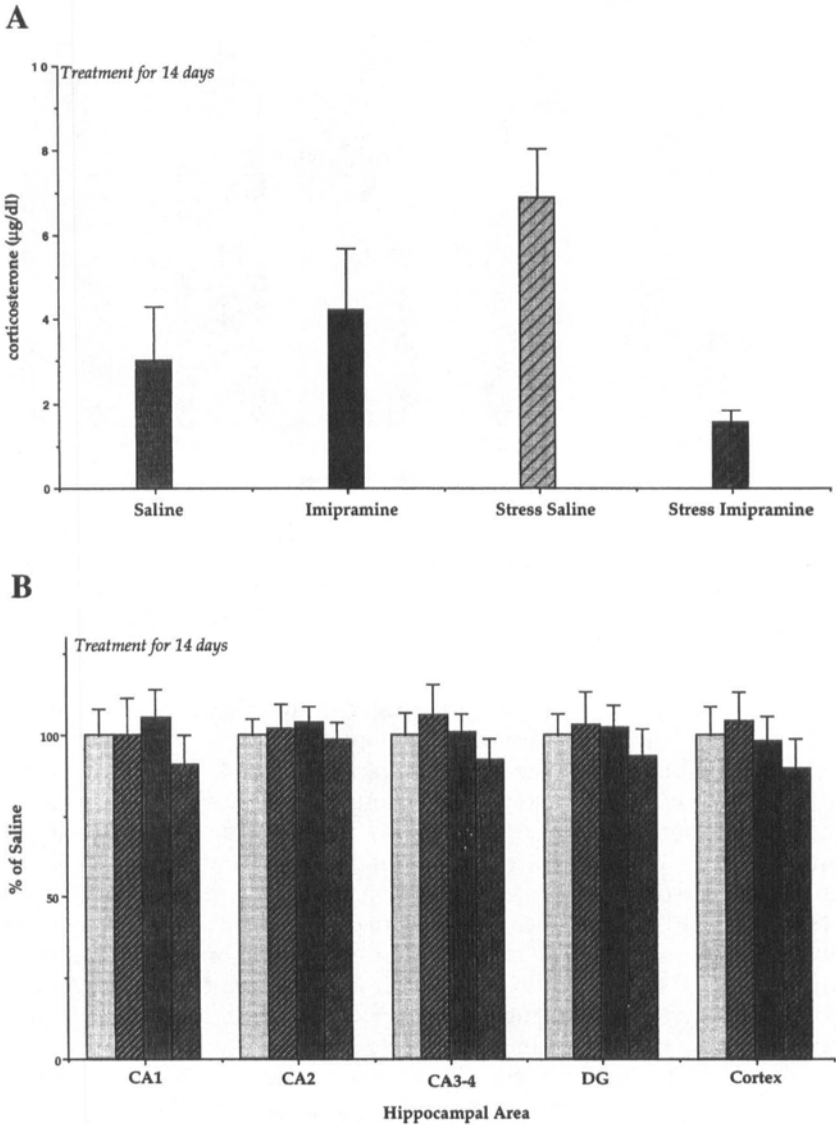 A
Treatment for 14 days
10
8
6
4
2
0
corticosterone (µg/dl)
Saline Imipramine Stress Saline Stress Imipramine
B
Treatment for 14 days
100
50
0
% of Saline
CA1 CA2 CA3-4 DG Cortex
Hippocampal Area